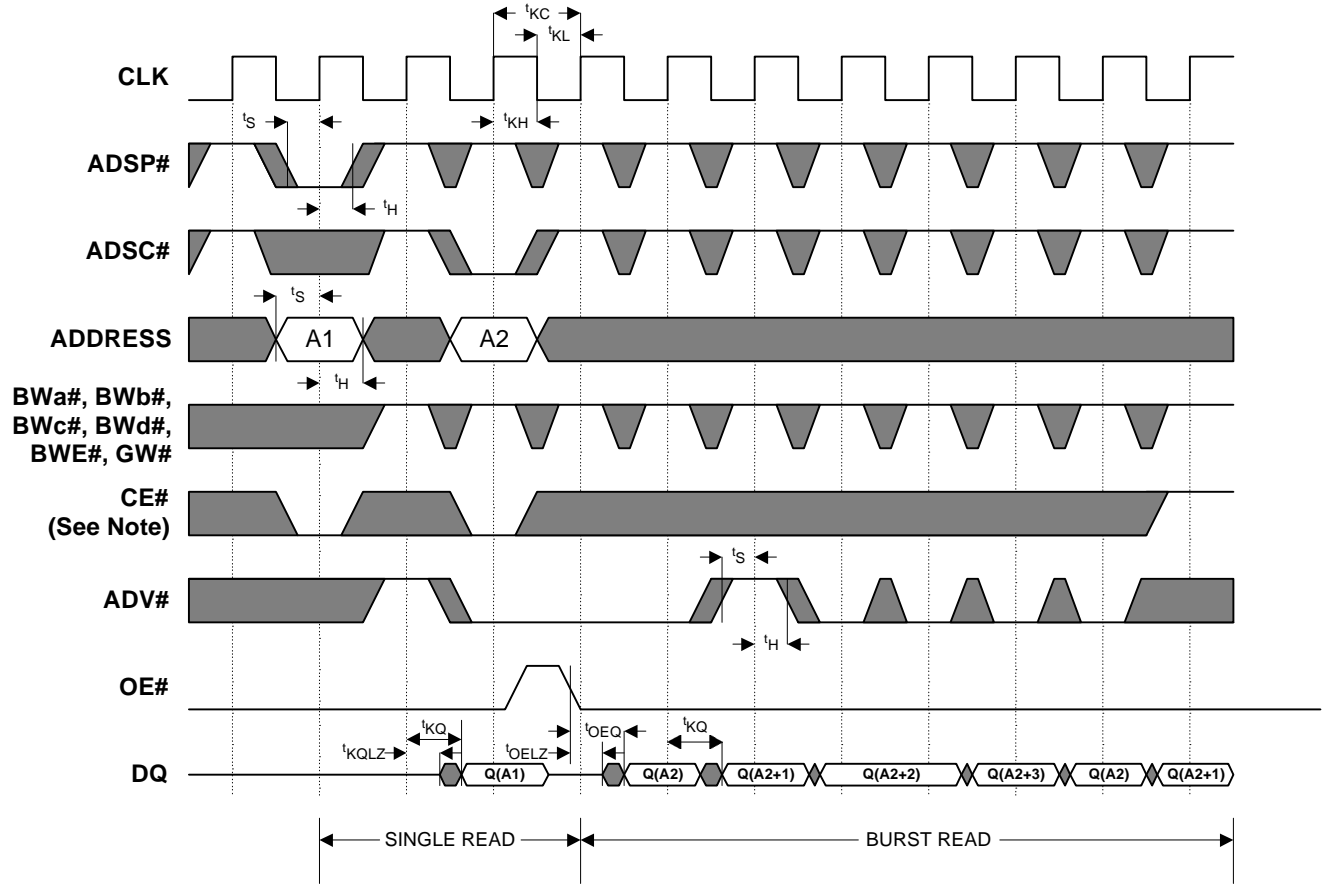 tKC
tKL
CLK
tS
tKH
ADSP#
tH
ADSC#
tS
ADDRESS
A1
A2
tH
BWa#, BWb#,
BWc#, BWd#,
BWE#, GW#
CE#
(See Note)
tS
ADV#
tH
OE#
tKQ
tOEQ
tKQ
tKQLZ
tOELZ
DQ
Q(A1)
Q(A2)
Q(A2+1)
Q(A2+2)
Q(A2+3)
Q(A2)
Q(A2+1)
SINGLE READ
BURST READ